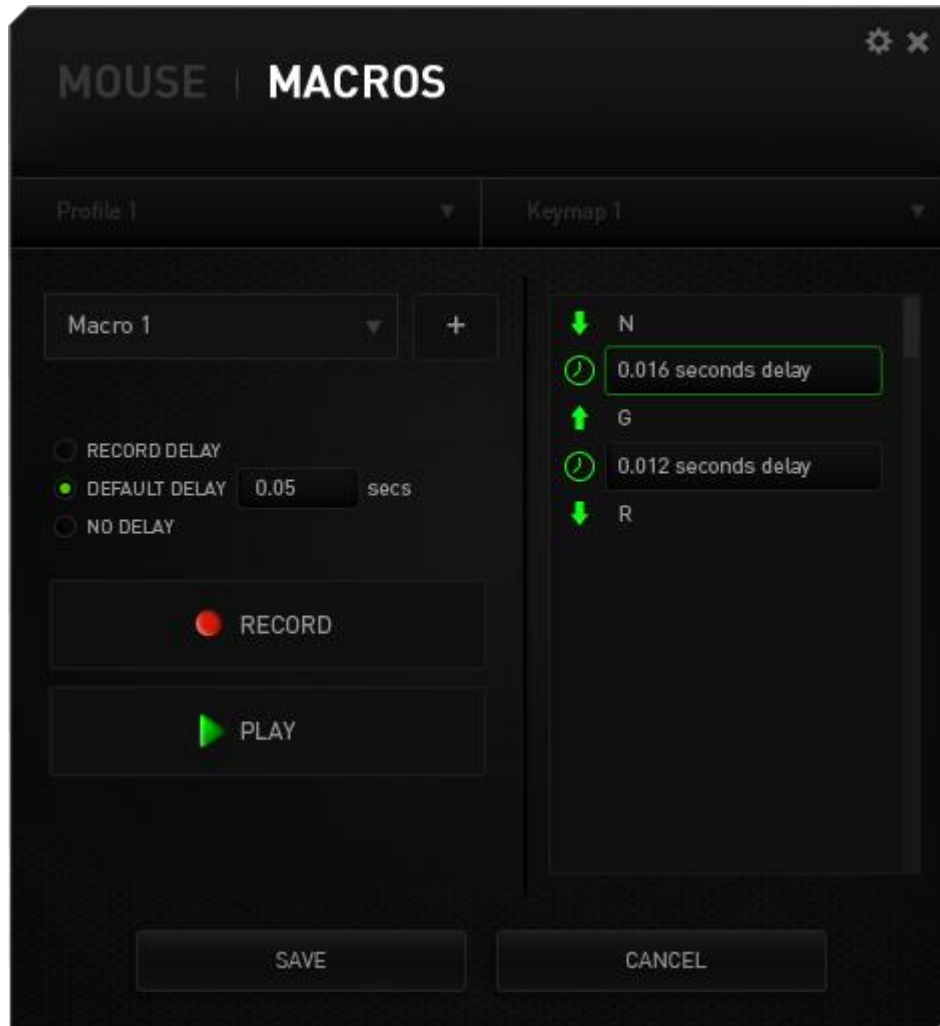 MOUSE | MACROS
Profile 1 Keymap 1
Macro 1 +
RECORD DELAY
DEFAULT DELAY 0.05 secs
NO DELAY
RECORD
PLAY
N
0.016 seconds delay
G
0.012 seconds delay
R
SAVE CANCEL